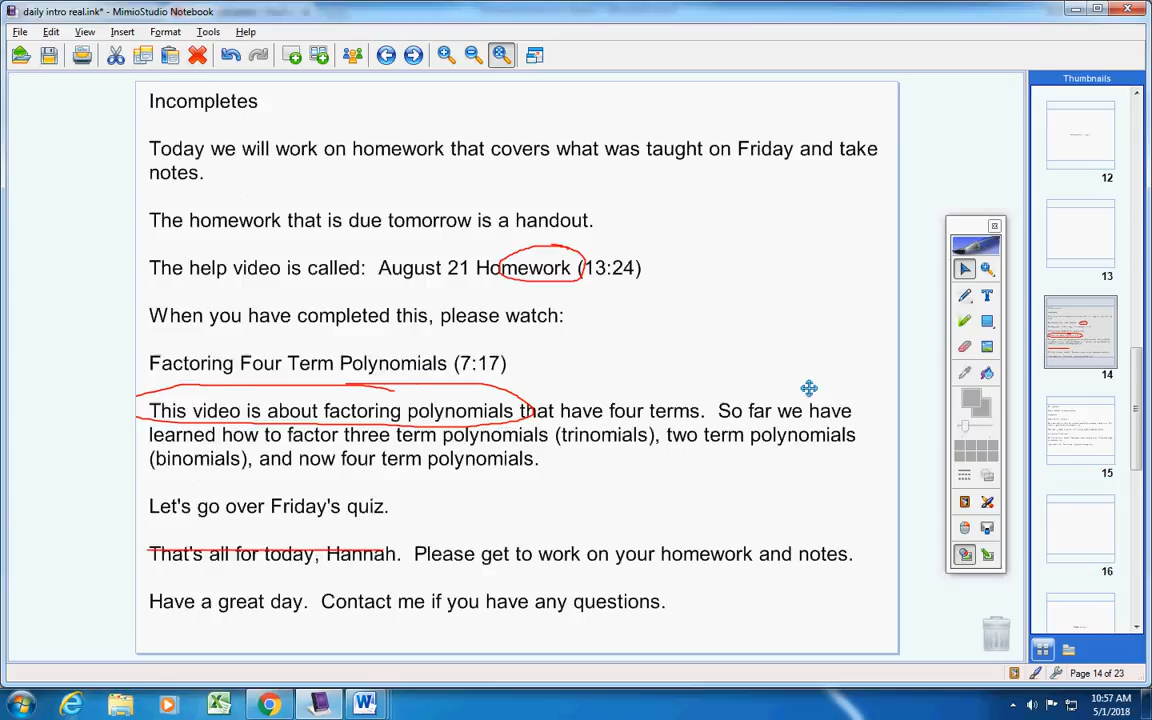 daily intro real.ink* - MimioStudio Notebook
File Edit View Insert Format Tools Help
Incompletes
Today we will work on homework that covers what was taught on Friday and take
notes.
The homework that is due tomorrow is a handout.
The help video is called:  August 21 Homework (13:24)
When you have completed this, please watch:
Factoring Four Term Polynomials (7:17)
This video is about factoring polynomials that have four terms.  So far we have
learned how to factor three term polynomials (trinomials), two term polynomials
(binomials), and now four term polynomials.
Let's go over Friday's quiz.
That's all for today, Hannah.  Please get to work on your homework and notes.
Have a great day.  Contact me if you have any questions.
Thumbnails
12
13
14
15
16
Page 14 of 23
10:57 AM
5/1/2018